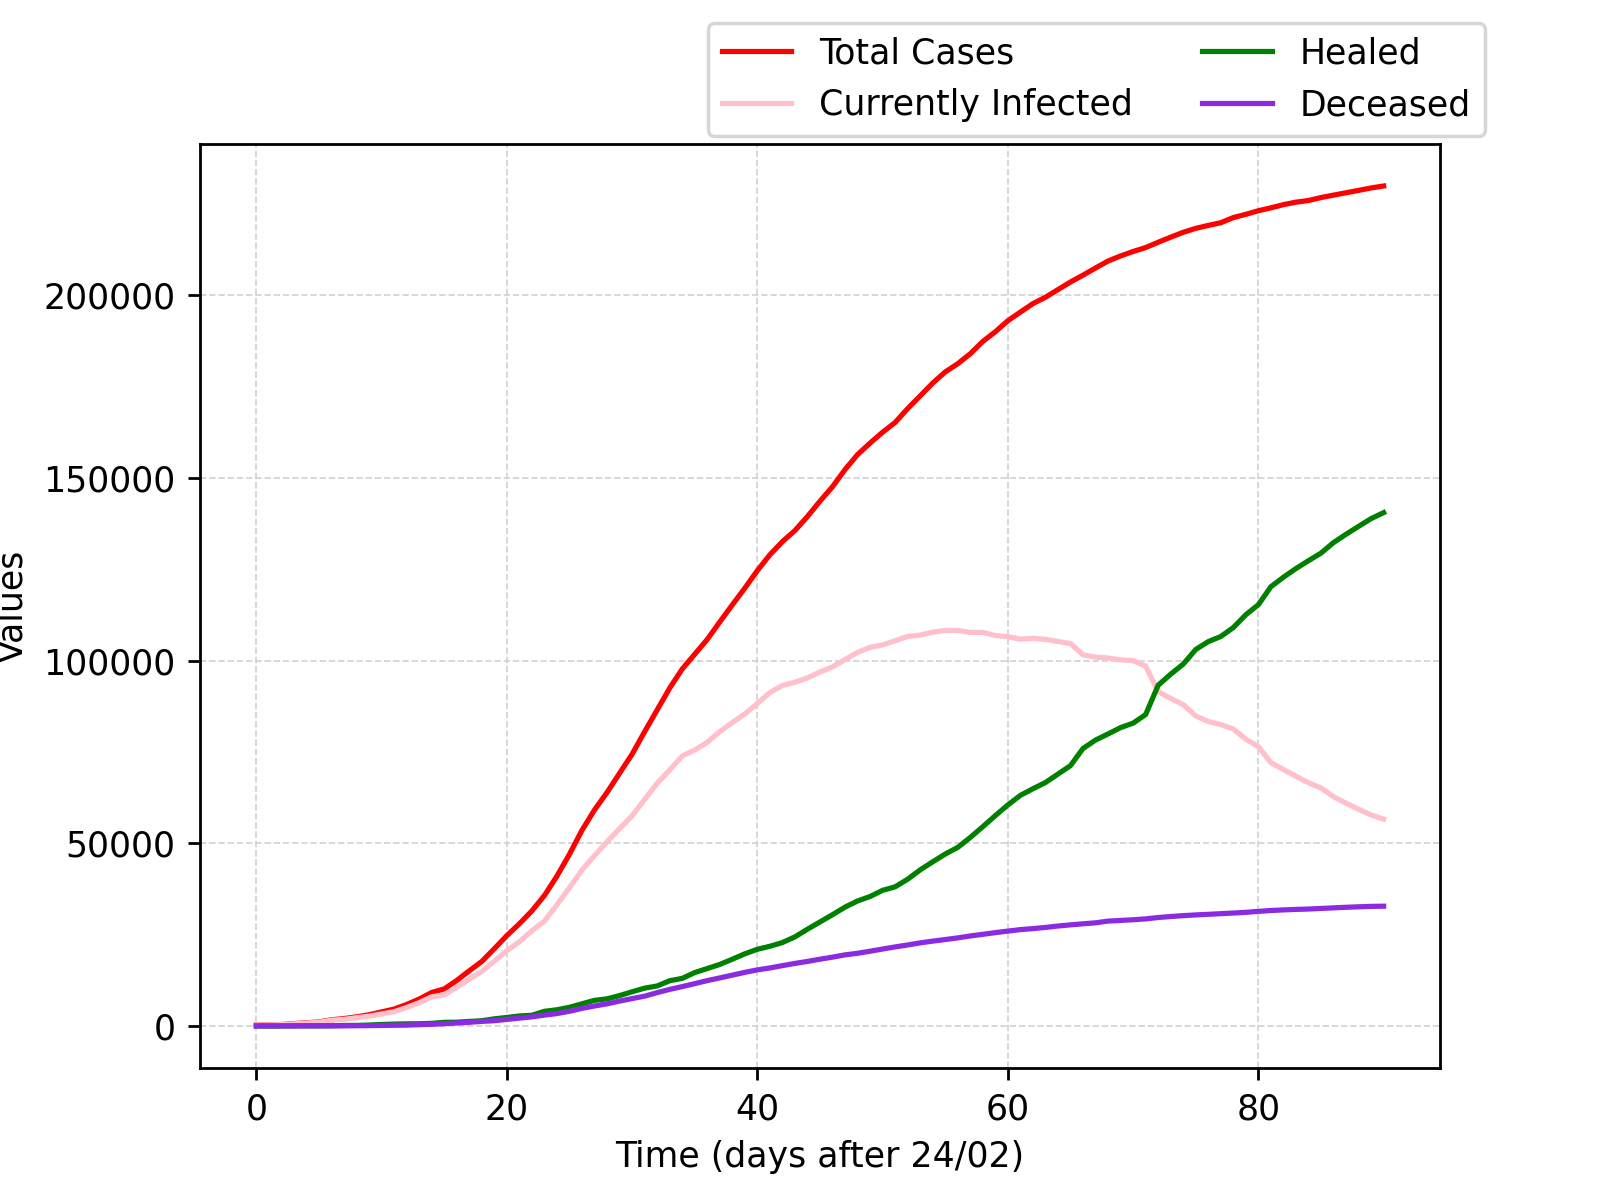 Total Cases
Currently Infected
Healed
Deceased
200000
150000
100000
50000
0
Values
0 20 40 60 80
Time (days after 24/02)